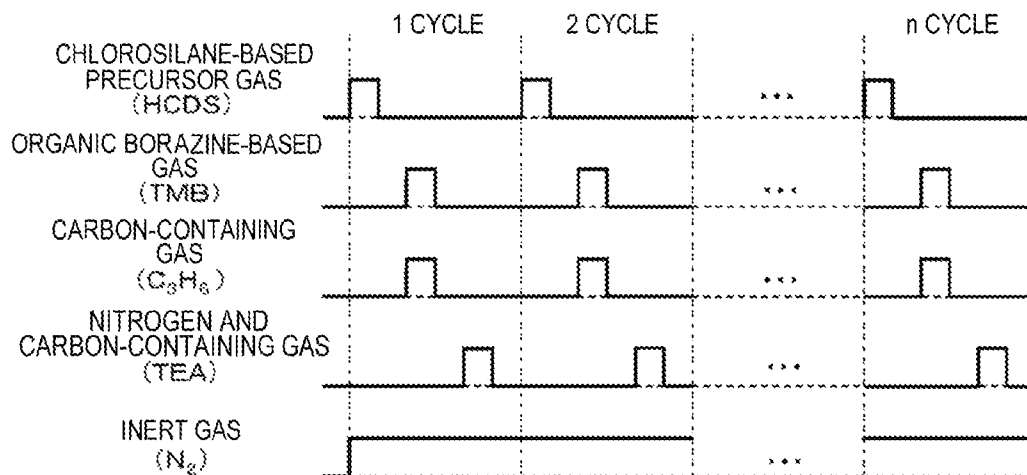 1 CYCLE 2 CYCLE n CYCLE
CHLOROSILANE-BASED
PRECURSOR GAS
(HCDS)
ORGANIC BORAZINE-BASED
GAS
(TMB)
CARBON-CONTAINING
GAS
(C₃H₆)
NITROGEN AND
CARBON-CONTAINING GAS
(TEA)
INERT GAS
(N₂)